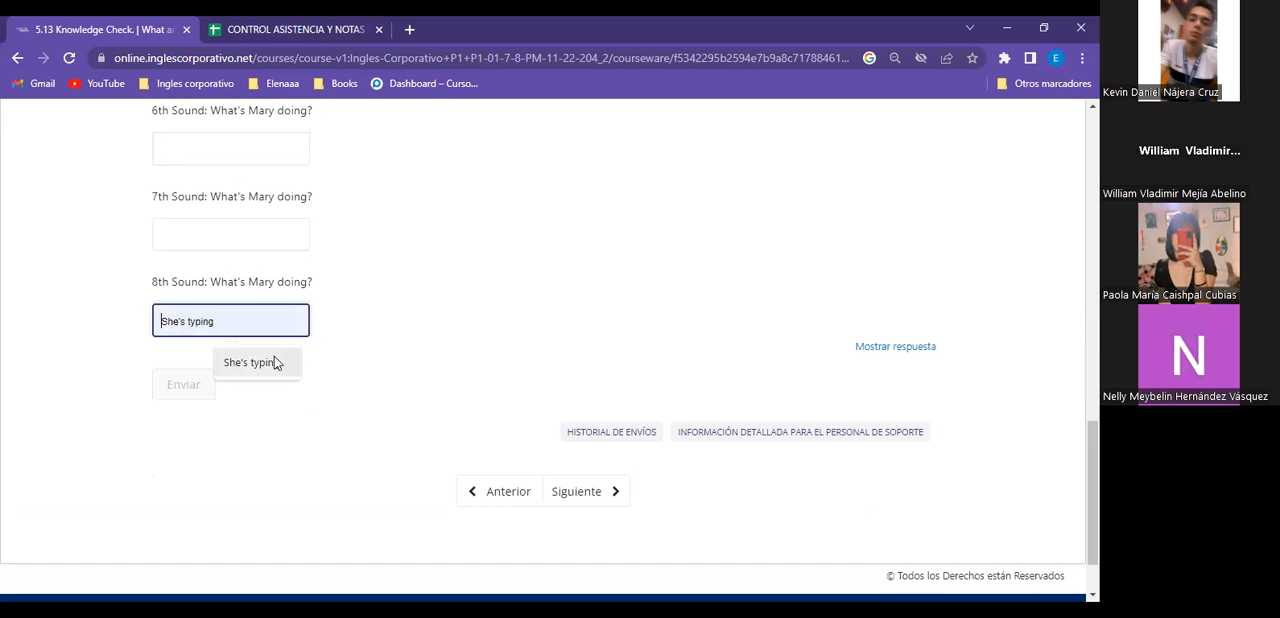 5.13 Knowledge Check. | What a
CONTROL ASISTENCIA Y NOTAS
online.inglescorporativo.net/courses/course-v1:Ingles-Corporativo+P1+P1-01-7-8-PM-11-22-204_2/courseware/f5342295b2594e7b9a8c71788461...
E
Gmail
YouTube
Ingles corporativo
Elenaaa
Books
Dashboard – Curso...
Otros marcadores
6th Sound: What's Mary doing?
7th Sound: What's Mary doing?
8th Sound: What's Mary doing?
She's typing
She's typing
Enviar
Mostrar respuesta
HISTORIAL DE ENVÍOS
INFORMACIÓN DETALLADA PARA EL PERSONAL DE SOPORTE
Anterior
Siguiente
© Todos los Derechos están Reservados
Kevin Daniel Nájera Cruz
William Vladimir...
William Vladimir Mejía Abelino
Paola María Caishpal Cubias
N
Nelly Meybelin Hernández Vásquez